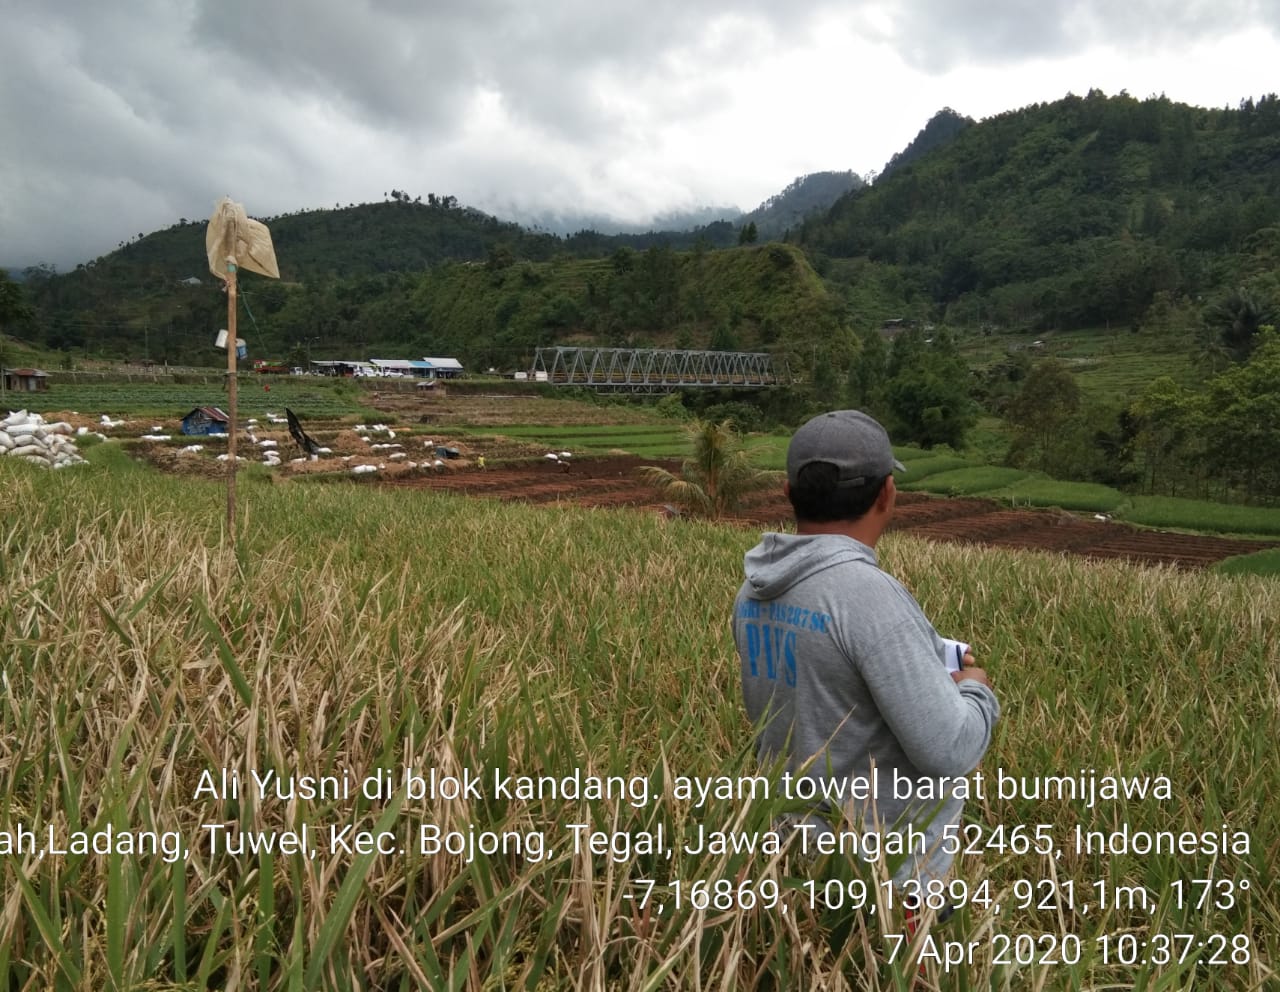 PLUS
Ali Yusni di blok kandang. ayam towel barat bumijawa
ah,Ladang, Tuwel, Kec. Bojong, Tegal, Jawa Tengah 52465, Indonesia
-7,16869, 109,13894, 921,1m, 173°
7 Apr 2020 10:37:28